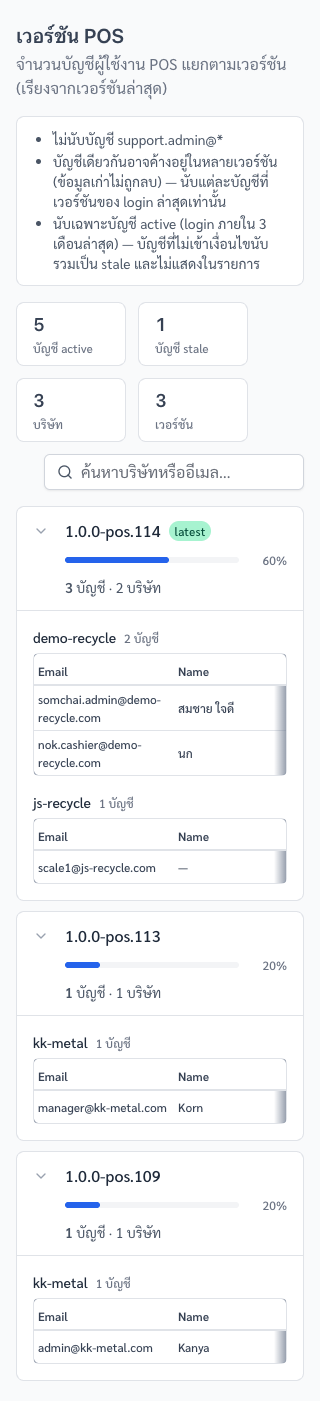 เวอร์ชัน POS
จำนวนบัญชีผู้ใช้งาน POS แยกตามเวอร์ชัน
(เรียงจากเวอร์ชันล่าสุด)
• ไม่นับบัญชี support.admin@*
• บัญชีเดียวกันอาจค้างอยู่ในหลายเวอร์ชัน
(ข้อมูลเก่าไม่ถูกลบ) — นับแต่ละบัญชีที่
เวอร์ชันของ login ล่าสุดเท่านั้น
• นับเฉพาะบัญชี active (login ภายใน 3
เดือนล่าสุด) — บัญชีที่ไม่เข้าเงื่อนไขนับ
รวมเป็น stale และไม่แสดงในรายการ
5
บัญชี active
1
บัญชี stale
3
บริษัท
3
เวอร์ชัน
ค้นหาบริษัทหรืออีเมล...
1.0.0-pos.114 latest
60%
3 บัญชี · 2 บริษัท
demo-recycle 2 บัญชี
Email Name
somchai.admin@demo-
recycle.com
สมชาย ใจดี
nok.cashier@demo-
recycle.com
นก
js-recycle 1 บัญชี
Email Name
scale1@js-recycle.com —
1.0.0-pos.113
20%
1 บัญชี · 1 บริษัท
kk-metal 1 บัญชี
Email Name
manager@kk-metal.com Korn
1.0.0-pos.109
20%
1 บัญชี · 1 บริษัท
kk-metal 1 บัญชี
Email Name
admin@kk-metal.com Kanya